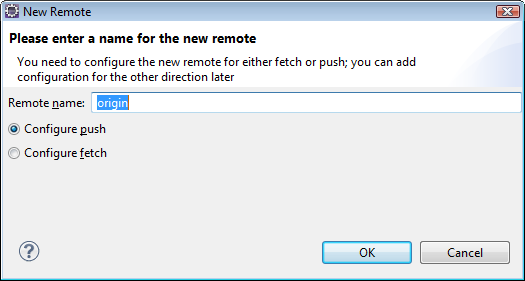 New Remote
Please enter a name for the new remote
You need to configure the new remote for either fetch or push; you can add
configuration for the other direction later
Remote name: origin
Configure push
Configure fetch
?
OK Cancel